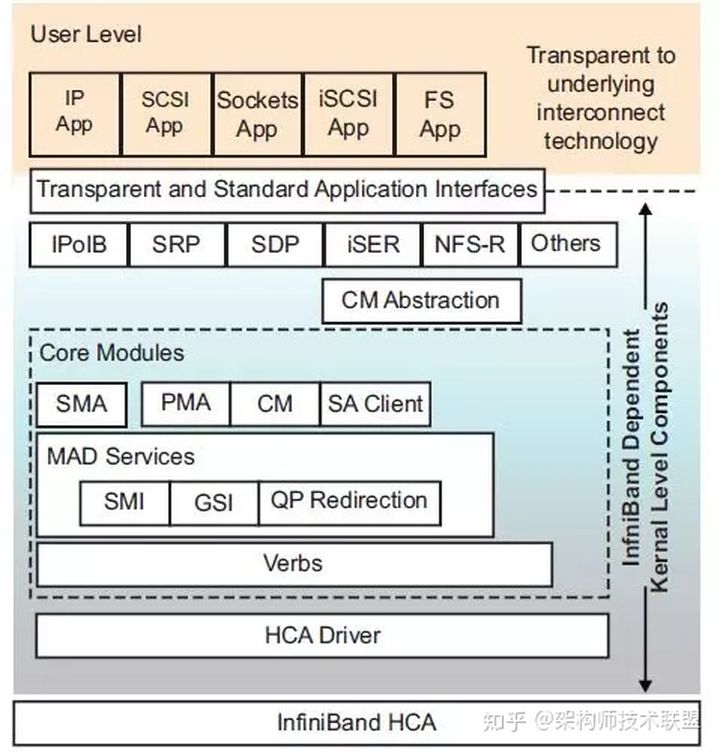 User Level
Transparent to
underlying
interconnect
technology
IP
App
SCSI
App
Sockets
App
iSCSI
App
FS
App
Transparent and Standard Application Interfaces
IPoIB
SRP
SDP
iSER
NFS-R
Others
CM Abstraction
Core Modules
SMA
PMA
CM
SA Client
MAD Services
SMI
GSI
QP Redirection
Verbs
HCA Driver
InfniBand Dependent
Kernal Level Components
InfiniBand HCA
知乎 @架构师技术联盟